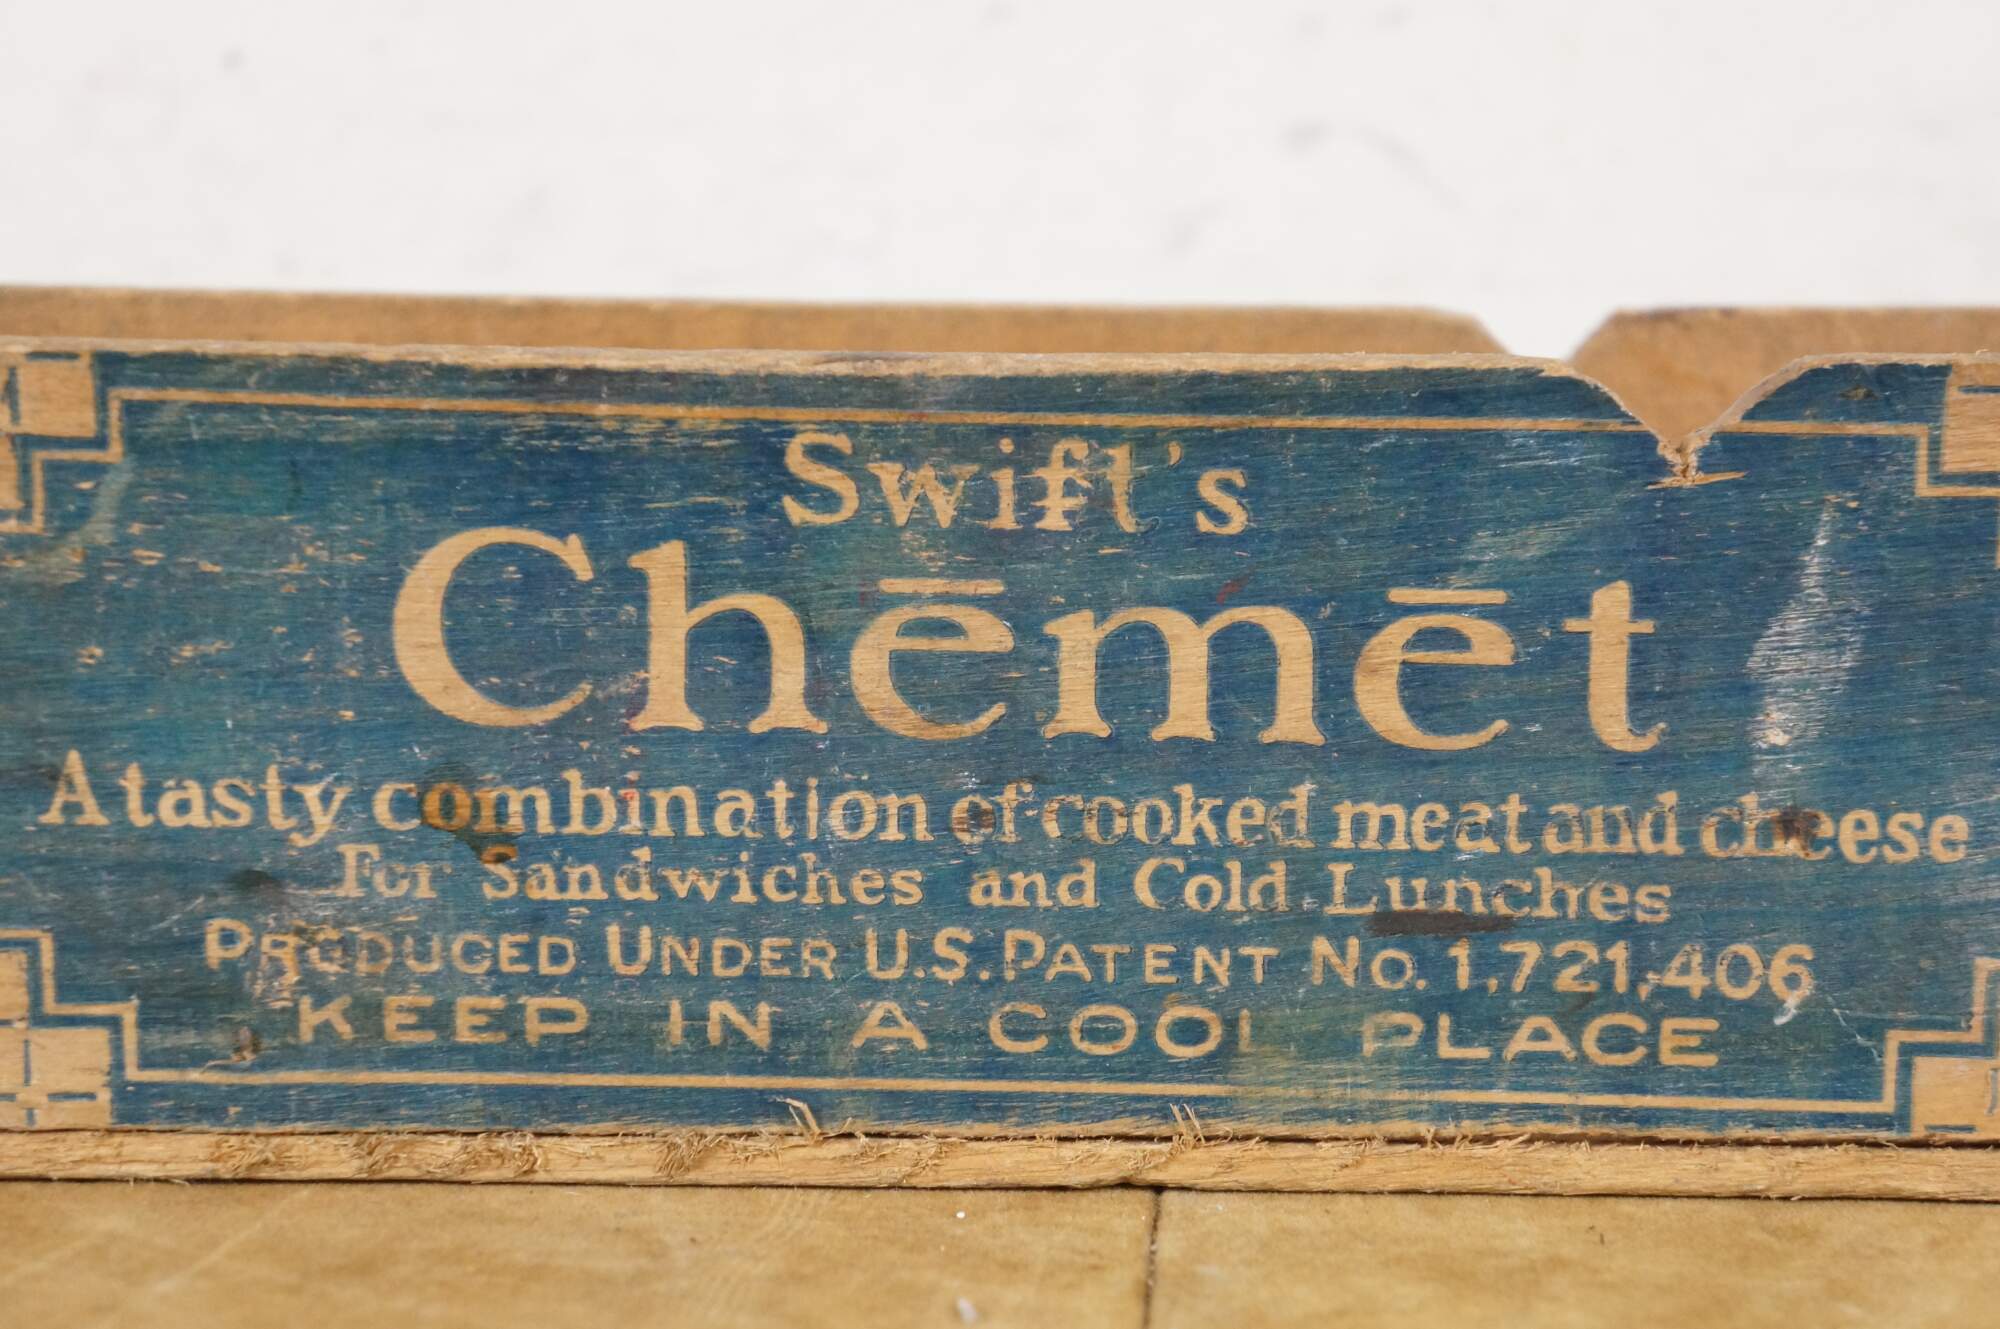 Swift's
Chēmēt
A tasty combination of cooked meat and cheese
For Sandwiches and Cold Lunches
PRODUCED UNDER U.S. PATENT NO. 1,721,406
KEEP IN A COOL PLACE